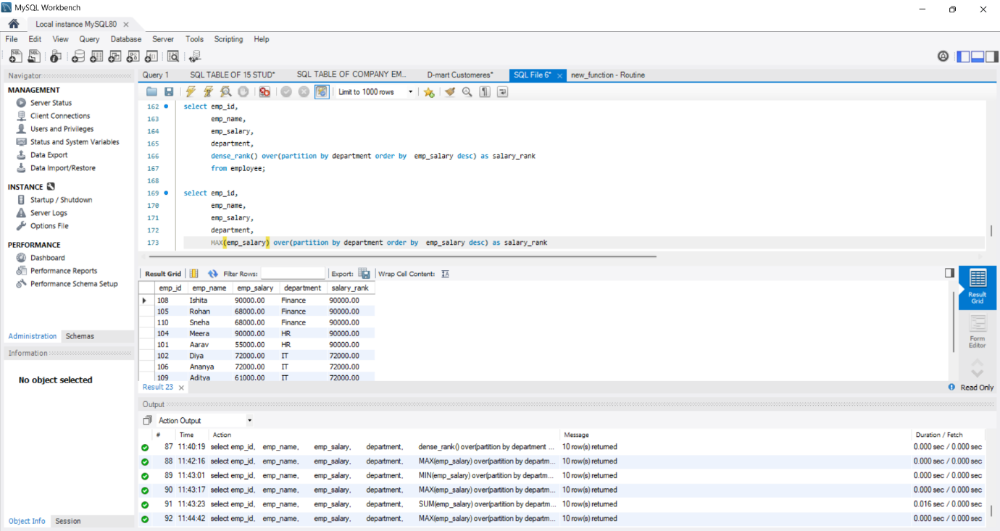 MySQL Workbench
Local instance MySQL80
File Edit View Query Database Server Tools Scripting Help
Navigator
MANAGEMENT
Server Status
Client Connections
Users and Privileges
Status and System Variables
Data Export
Data Import/Restore
INSTANCE
Startup / Shutdown
Server Logs
Options File
PERFORMANCE
Dashboard
Performance Reports
Performance Schema Setup
Administration Schemas
Information
No object selected
Object Info Session
Query 1 SQL TABLE OF 15 STUD* SQL TABLE OF COMPANY EM... D-mart Customeres* SQL File 6* new_function - Routine
Limit to 1000 rows
162 select emp_id,
163 emp_name,
164 emp_salary,
165 department,
166 dense_rank() over(partition by department order by  emp_salary desc) as salary_rank
167 from employee;
168
169 select emp_id,
170 emp_name,
171 emp_salary,
172 department,
173 MAX(emp_salary) over(partition by department order by  emp_salary desc) as salary_rank
Result Grid Filter Rows: Export: Wrap Cell Content:
emp_id emp_name emp_salary department salary_rank
108 Ishita 90000.00 Finance 90000.00
105 Rohan 68000.00 Finance 90000.00
110 Sneha 68000.00 Finance 90000.00
104 Meera 90000.00 HR 90000.00
101 Aarav 55000.00 HR 90000.00
102 Diya 72000.00 IT 72000.00
106 Ananya 72000.00 IT 72000.00
109 Aditya 61000.00 IT 72000.00
Result Grid
Form Editor
Result 23
Read Only
Output
Action Output
# Time Action Message Duration / Fetch
87 11:40:19 select emp_id, emp_name, emp_salary, department, dense_rank() over(partition by department ... 10 row(s) returned 0.000 sec / 0.000 sec
88 11:42:16 select emp_id, emp_name, emp_salary, department, MAX(emp_salary) over(partition by departm... 10 row(s) returned 0.000 sec / 0.000 sec
89 11:43:01 select emp_id, emp_name, emp_salary, department, MIN(emp_salary) over(partition by departm... 10 row(s) returned 0.000 sec / 0.000 sec
90 11:43:17 select emp_id, emp_name, emp_salary, department, MAX(emp_salary) over(partition by departm... 10 row(s) returned 0.000 sec / 0.000 sec
91 11:43:23 select emp_id, emp_name, emp_salary, department, SUM(emp_salary) over(partition by departm... 10 row(s) returned 0.016 sec / 0.000 sec
92 11:44:42 select emp_id, emp_name, emp_salary, department, MAX(emp_salary) over(partition by departm... 10 row(s) returned 0.000 sec / 0.000 sec